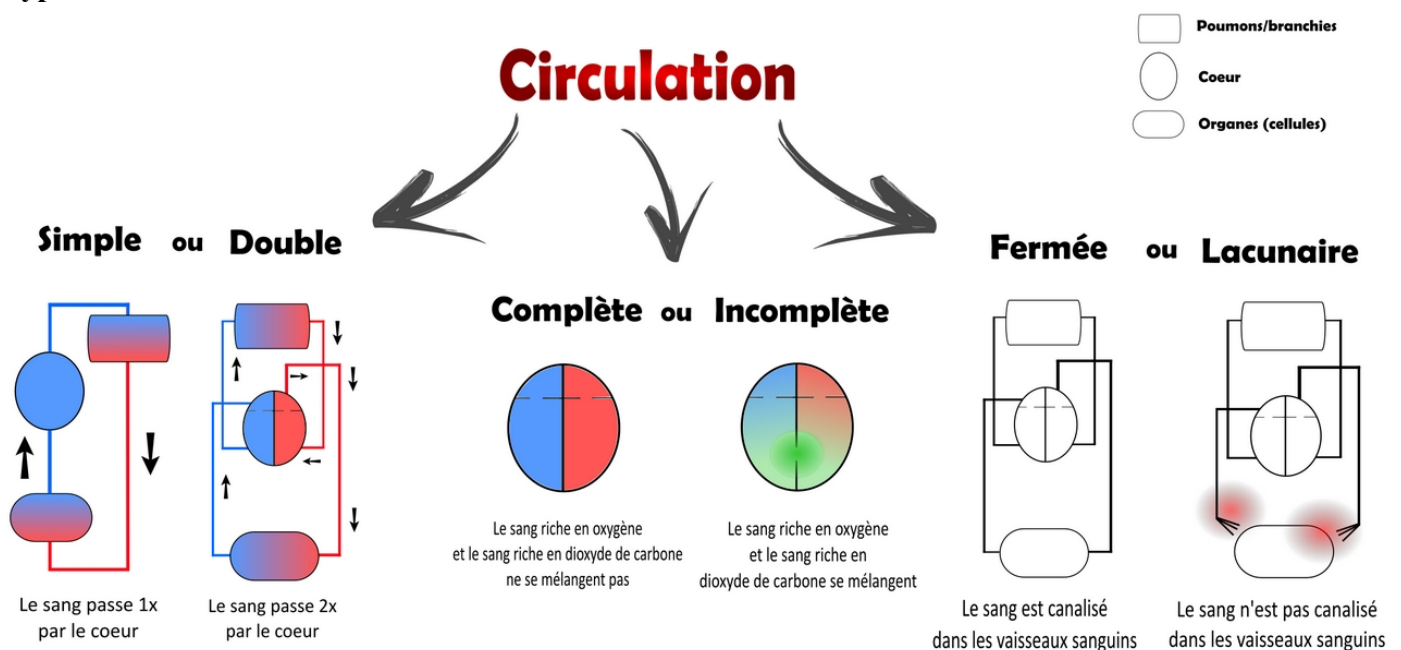 Circulation
Poumons/branchies
Coeur
Organes (cellules)
Simple ou Double
Le sang passe 1x
par le coeur
Le sang passe 2x
par le coeur
Complète ou Incomplète
Le sang riche en oxygène
et le sang riche en dioxyde de carbone
ne se mélangent pas
Le sang riche en oxygène
et le sang riche en
dioxyde de carbone se mélangent
Fermée ou Lacunaire
Le sang est canalisé
dans les vaisseaux sanguins
Le sang n'est pas canalisé
dans les vaisseaux sanguins